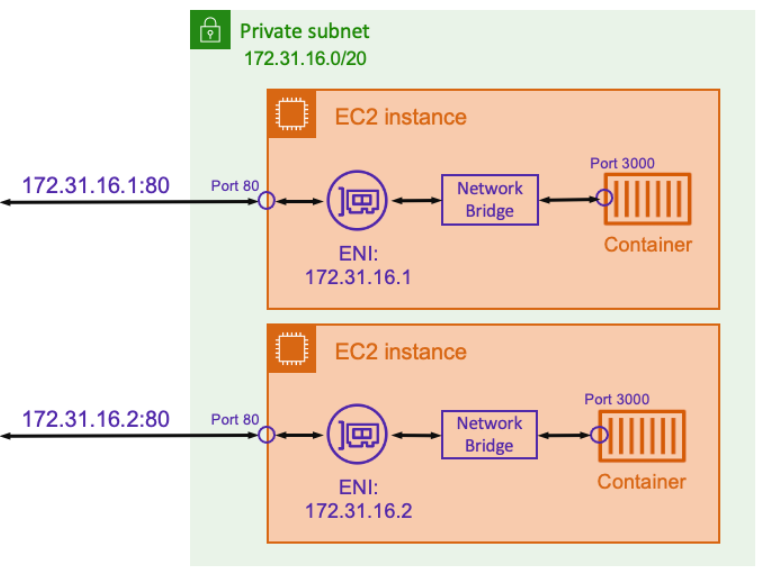 Private subnet
172.31.16.0/20
EC2 instance
172.31.16.1:80
Port 80
ENI:
172.31.16.1
Network
Bridge
Port 3000
Container
EC2 instance
172.31.16.2:80
Port 80
ENI:
172.31.16.2
Network
Bridge
Port 3000
Container